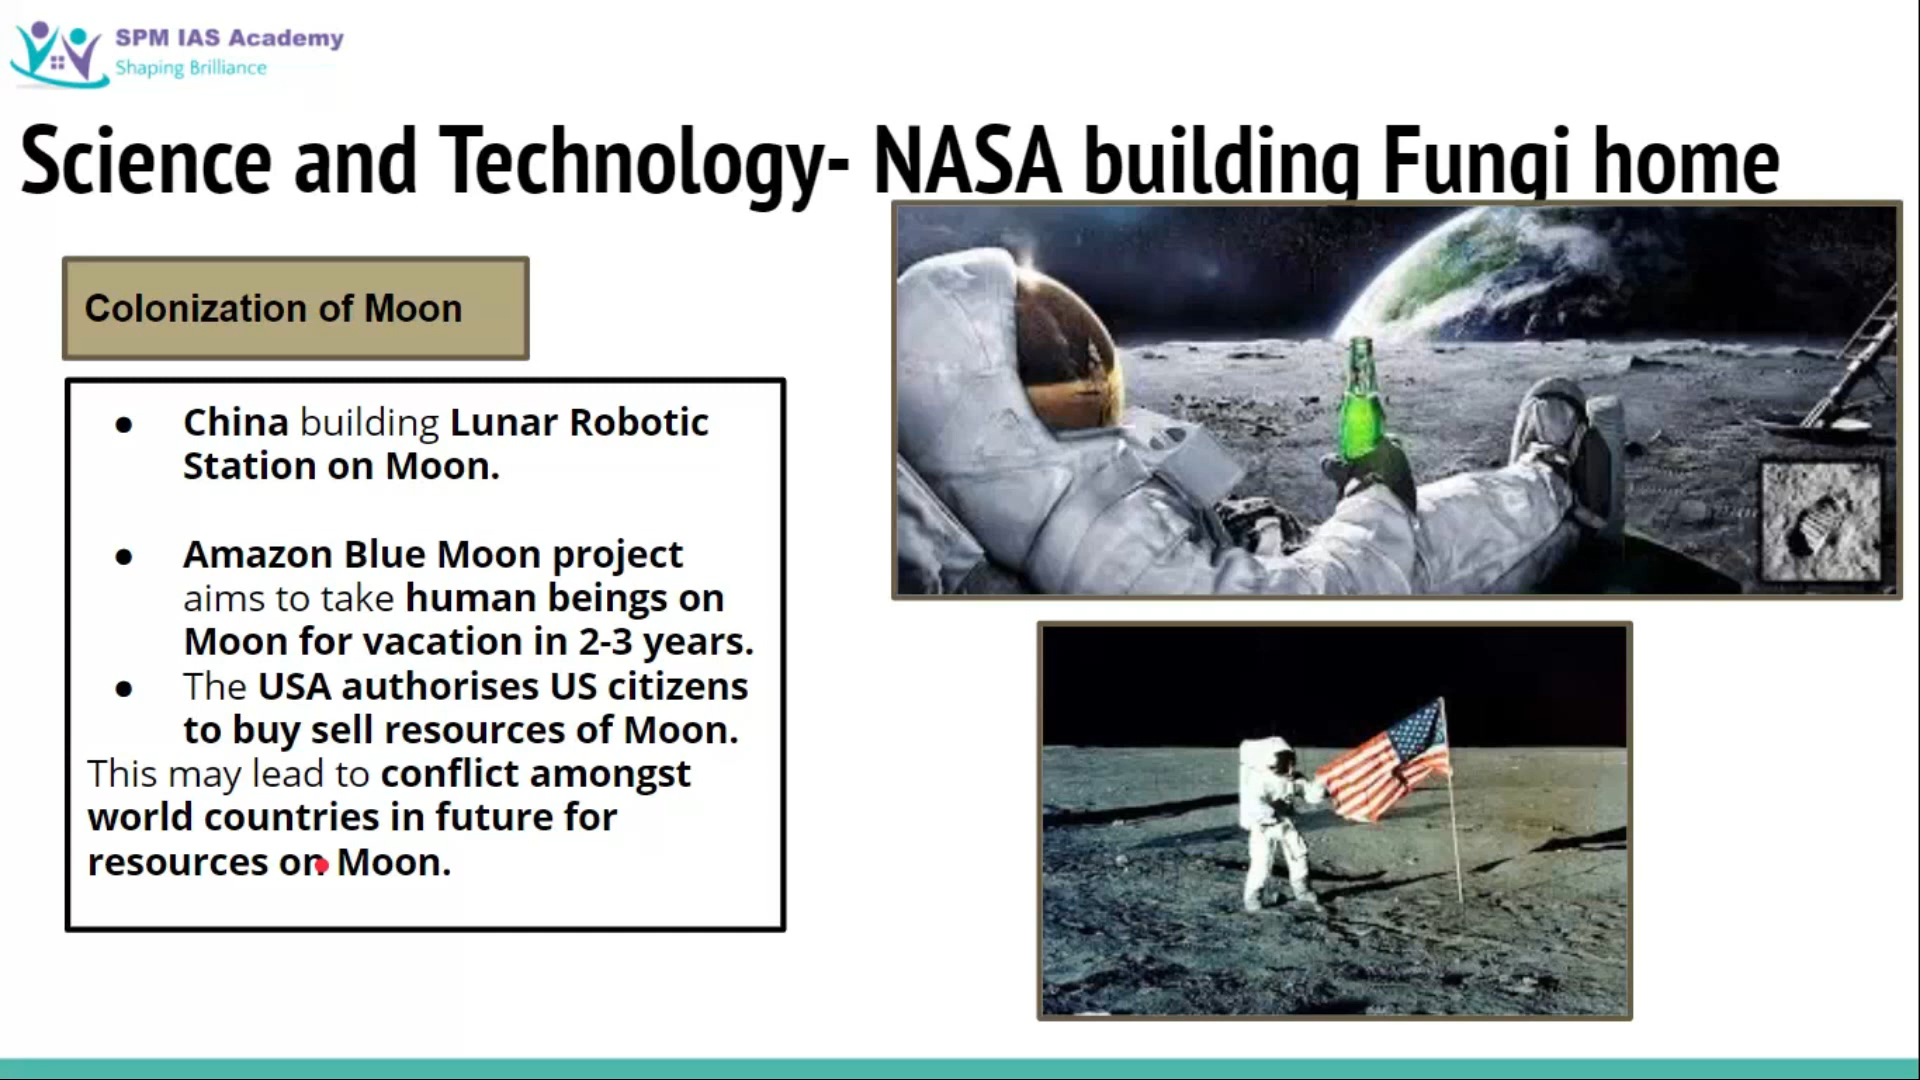 SPM IAS Academy
Shaping Brilliance
Science and Technology- NASA building Fungi home
Colonization of Moon
● China building Lunar Robotic
Station on Moon.
● Amazon Blue Moon project
aims to take human beings on
Moon for vacation in 2-3 years.
● The USA authorises US citizens
to buy sell resources of Moon.
This may lead to conflict amongst
world countries in future for
resources on Moon.